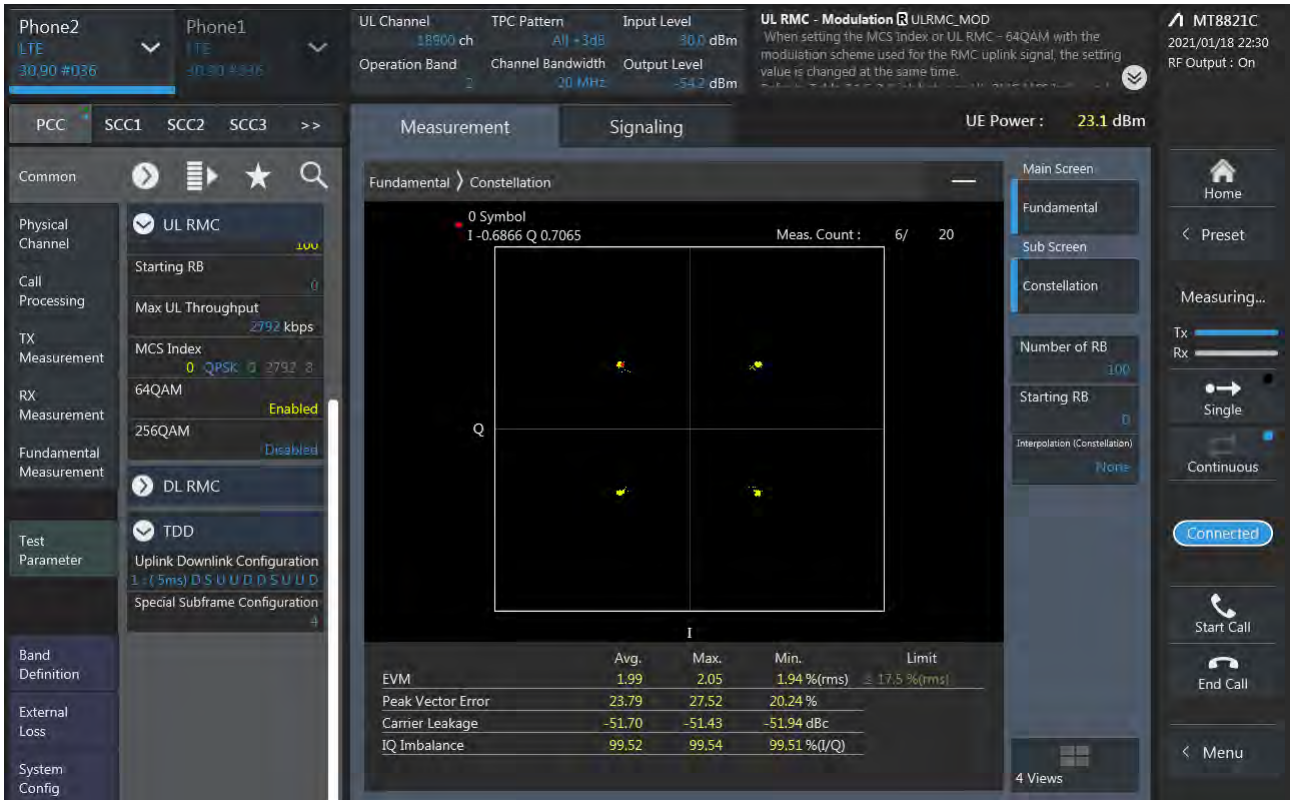 Phone2
LTE
30.90 #036
Phone1
LTE
UL Channel
18900 ch
Operation Band
2
TPC Pattern
All +3dB
Channel Bandwidth
20 MHz
Input Level
30.0 dBm
Output Level
-54.2 dBm
UL RMC - Modulation R ULRMC_MOD
When setting the MCS Index or UL RMC - 64QAM with the
modulation scheme used for the RMC uplink signal, the setting
value is changed at the same time.
MT8821C
2021/01/18 22:30
RF Output : On
PCC SCC1 SCC2 SCC3 >>
Measurement Signaling
UE Power : 23.1 dBm
Common
Physical
Channel
Call
Processing
TX
Measurement
RX
Measurement
Fundamental
Measurement
Test
Parameter
Band
Definition
External
Loss
System
Config
UL RMC
100
Starting RB
0
Max UL Throughput
2792 kbps
MCS Index
0 QPSK 0 2792 8
64QAM
Enabled
256QAM
Disabled
DL RMC
TDD
Uplink Downlink Configuration
1 : ( 5ms) D S U U D D S U U D
Special Subframe Configuration
4
Fundamental 〉 Constellation
0 Symbol
I -0.6866 Q 0.7065
Meas. Count : 6/ 20
Q
I
Avg. Max. Min. Limit
EVM 1.99 2.05 1.94 %(rms) ≤ 17.5 %(rms)
Peak Vector Error 23.79 27.52 20.24 %
Carrier Leakage -51.70 -51.43 -51.94 dBc
IQ Imbalance 99.52 99.54 99.51 %(I/Q)
Main Screen
Fundamental
Sub Screen
Constellation
Number of RB
100
Starting RB
0
Interpolation (Constellation)
None
4 Views
Home
< Preset
Measuring...
Tx
Rx
Single
Continuous
Connected
Start Call
End Call
< Menu